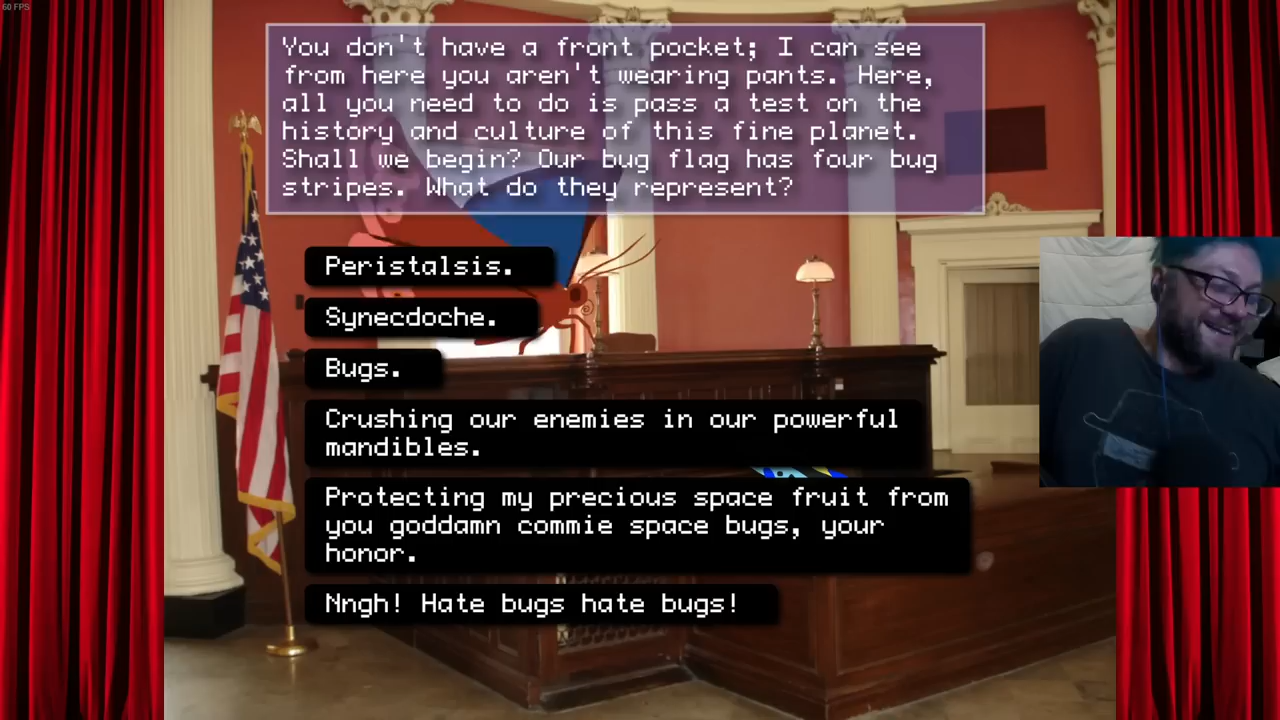 60 FPS
You don't have a front pocket; I can see
from here you aren't wearing pants. Here,
all you need to do is pass a test on the
history and culture of this fine planet.
Shall we begin? Our bug flag has four bug
stripes. What do they represent?
Peristalsis.
Synecdoche.
Bugs.
Crushing our enemies in our powerful
mandibles.
Protecting my precious space fruit from
you goddamn commie space bugs, your
honor.
Nngh! Hate bugs hate bugs!